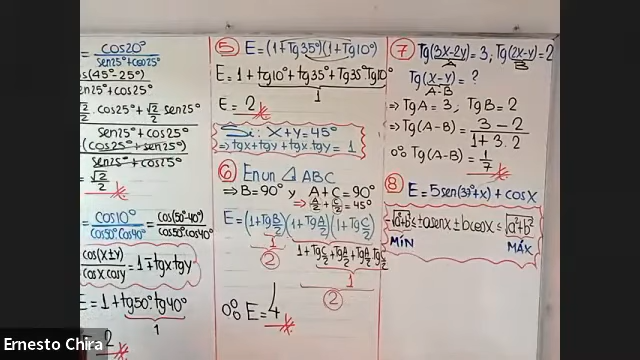 = cos20° / sen25°+cos25°
cos(45°-25°)
sen25°+cos25°
√2/2 . cos25° + √2/2 sen25°
sen25°+cos25°
(cos25°+sen25°)
sen25°+cos25°
= √2/2
= cos10° / cos50°.cos40° = cos(50°-40°) / cos50°cos40°
cos(x±y) / cosx cosy = 1∓tgx tgy
E = 1+tg50°.tg40°
1
= 2
5 E=(1+Tg35°)(1+Tg10°)
E= 1 + tg10° + tg35° + Tg35° Tg10°
1
E = 2
Si: X+Y=45°
⇒ tgx+tgy+tgx.tgy = 1
6 En un △ ABC
⇒ B=90° y A+C=90°
⇒ A/2 + C/2 = 45°
E=(1+Tg B/2)(1+Tg A/2)(1+Tg C/2)
1
2
1+Tg C/2 + Tg A/2 + Tg A/2 Tg C/2
1
2
∴ E=4
7 Tg(3X-2Y) = 3; Tg(2X-Y)=2
A B
Tg(X-Y) = ?
A-B
⇒ TgA = 3; TgB = 2
⇒ Tg(A-B) = 3-2 / 1+3.2
∴ Tg(A-B) = 1/7
8 E=5sen(37°+x) + cosx
√a²+b² ≤ ±asenx ± bcosx ≤ √a²+b²
MÍN MÁX
Ernesto Chira